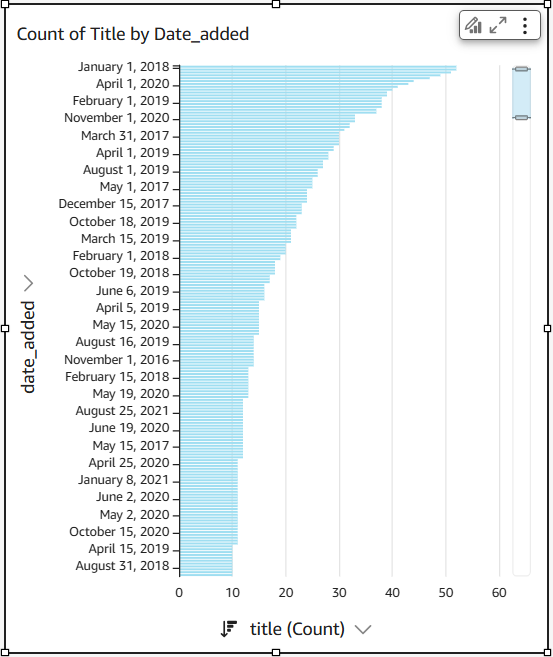 Count of Title by Date_added
January 1, 2018
April 1, 2020
February 1, 2019
November 1, 2020
March 31, 2017
April 1, 2019
August 1, 2019
May 1, 2017
December 15, 2017
October 18, 2019
March 15, 2019
February 1, 2018
October 19, 2018
June 6, 2019
April 5, 2019
May 15, 2020
August 16, 2019
November 1, 2016
February 15, 2018
May 19, 2020
August 25, 2021
June 19, 2020
May 15, 2017
April 25, 2020
January 8, 2021
June 2, 2020
May 2, 2020
October 15, 2020
April 15, 2019
August 31, 2018
date_added
0 10 20 30 40 50 60
title (Count)